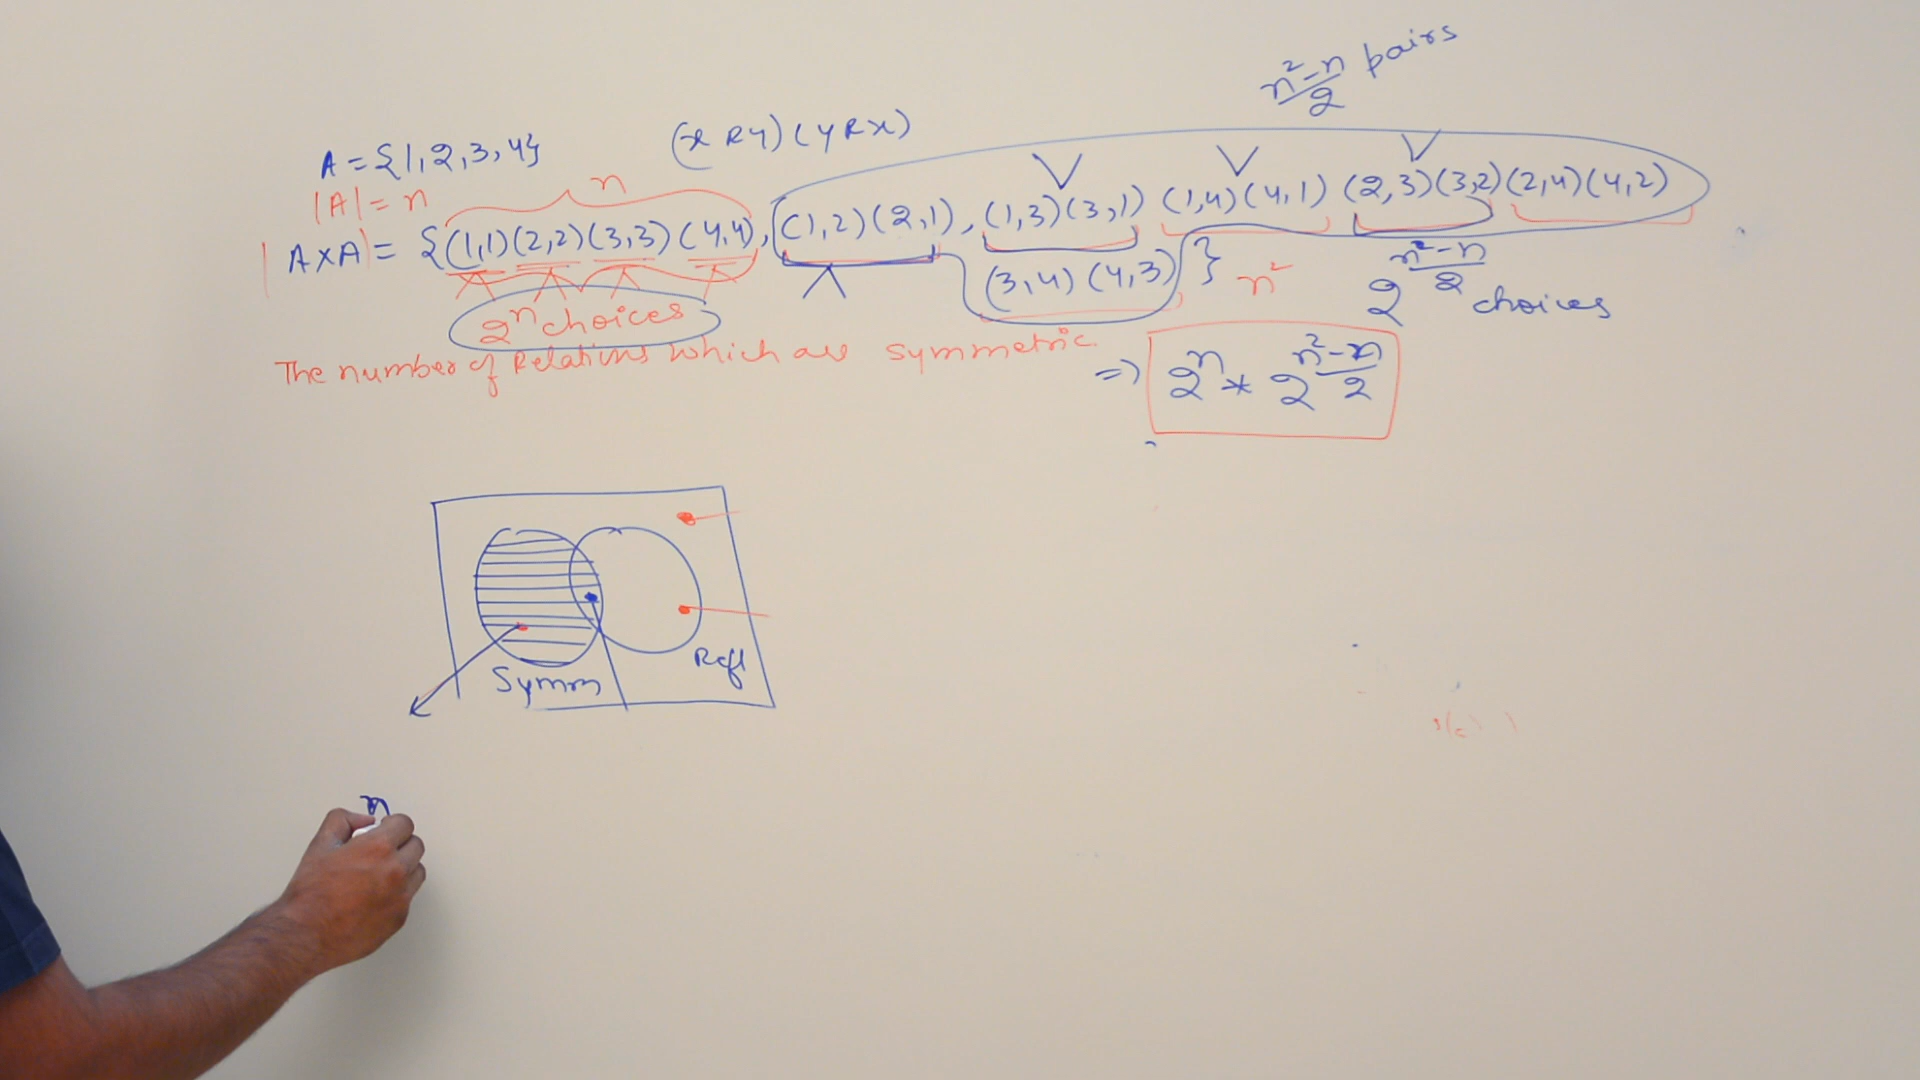 n²-n/2 pairs
A = {1,2,3,4} (x R y) (y R x)
|A| = n
n
|A×A| = {(1,1)(2,2)(3,3)(4,4), (1,2)(2,1), (1,3)(3,1) (1,4)(4,1) (2,3)(3,2)(2,4)(4,2)
(3,4)(4,3) } n²
2^(n²-n/2) choices
2^n choices
The number of Relations which are symmetric
=> 2^n * 2^(n²-n/2)
Refl
Symm
n